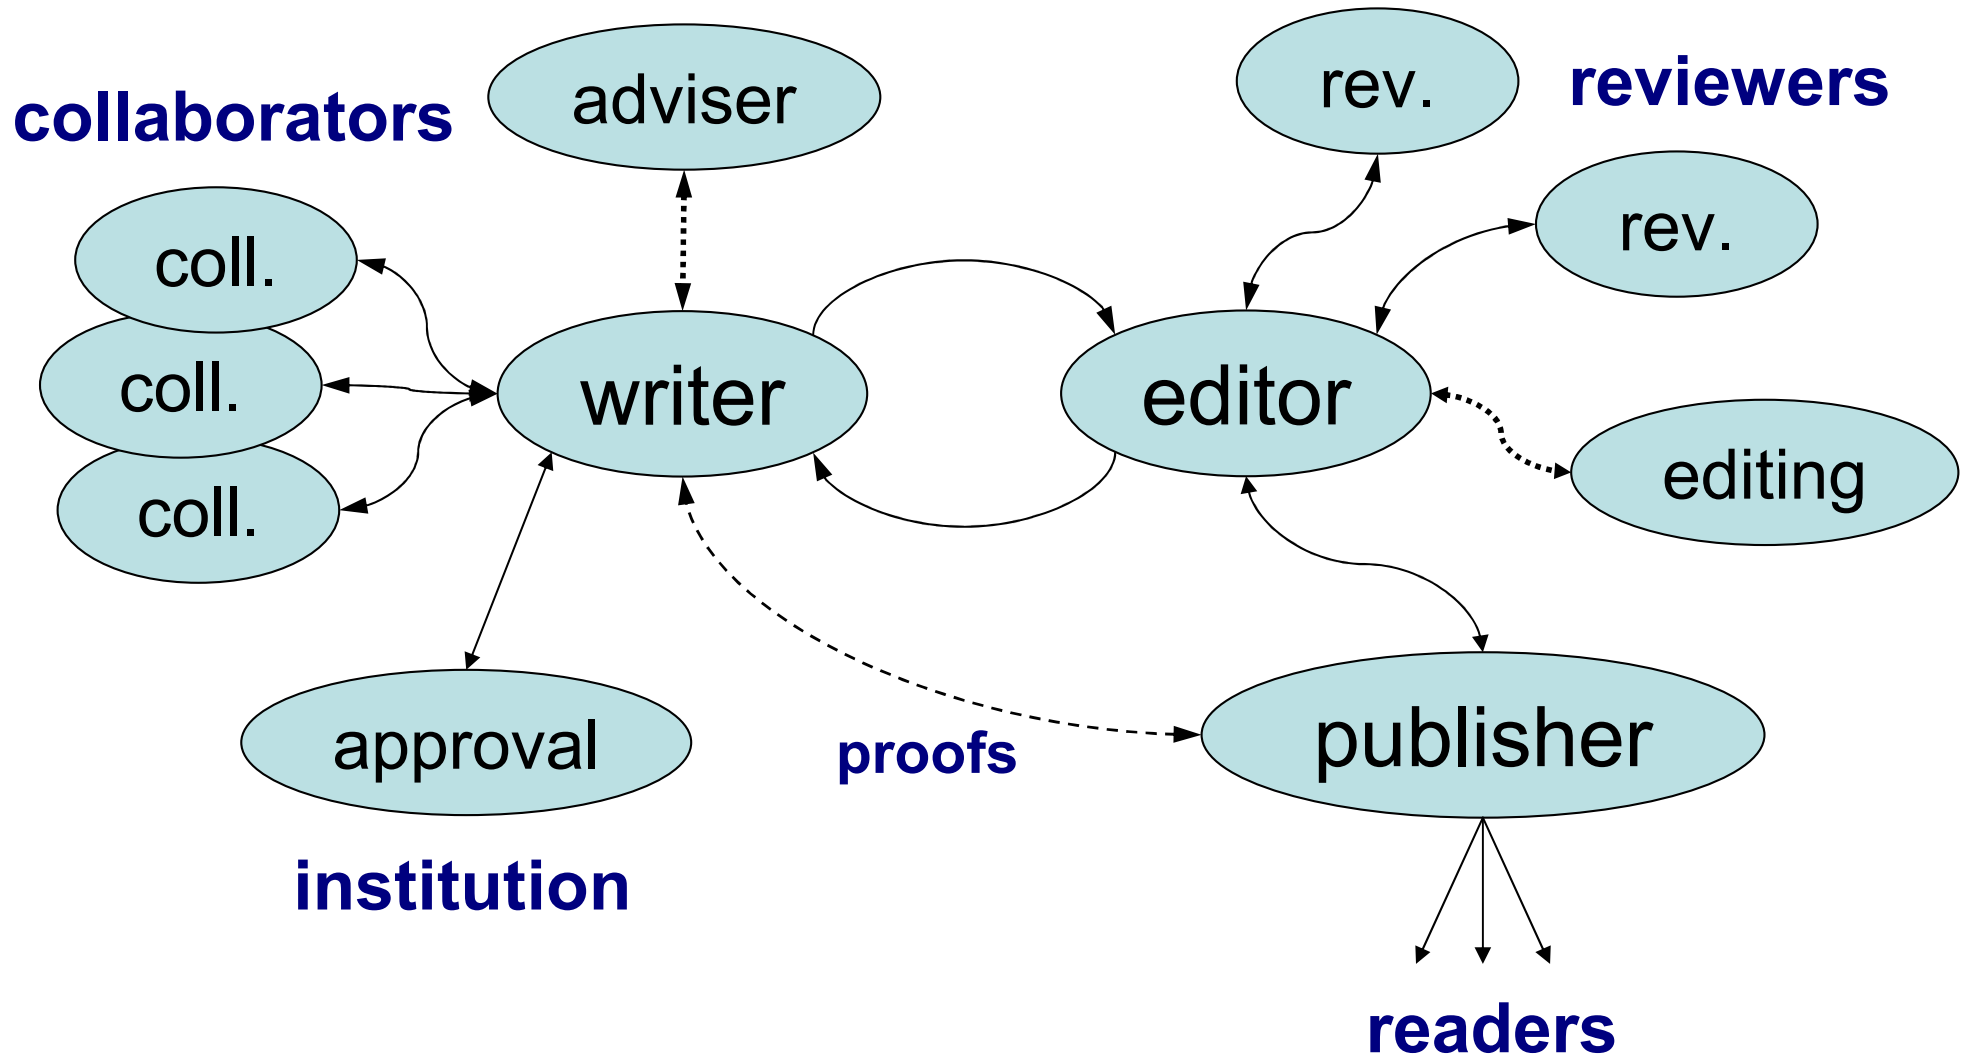 adviser
rev.
reviewers
collaborators
rev.
coll.
coll.
writer
editor
editing
coll.
approval
proofs
publisher
institution
readers